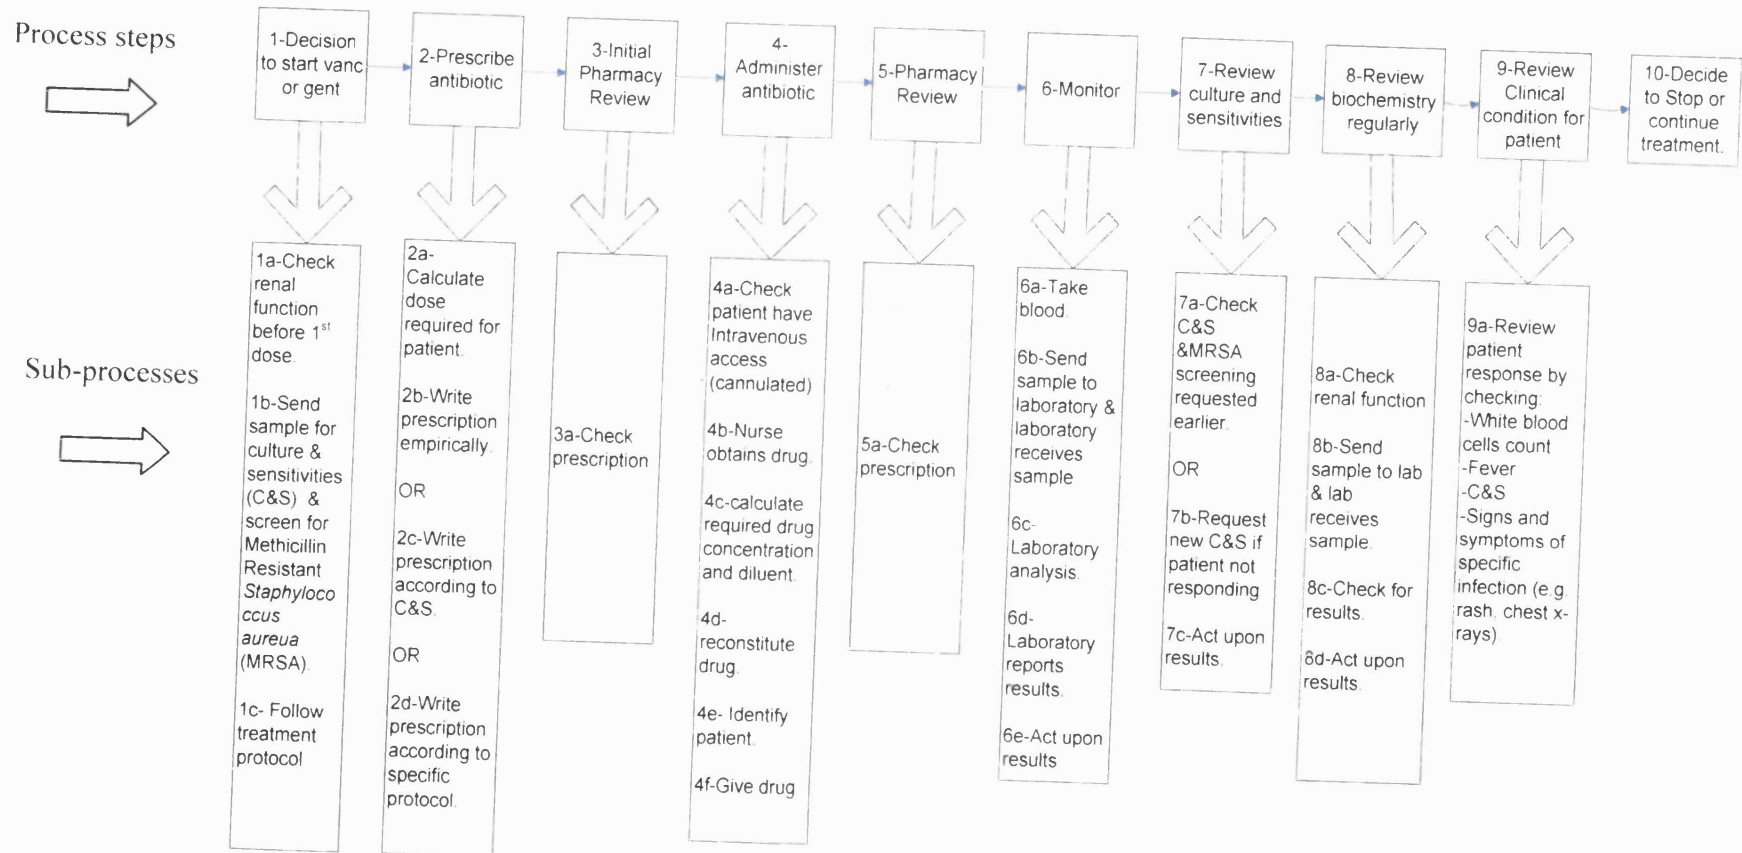 Process steps
1-Decision
to start vanc
or gent
2-Prescribe
antibiotic
3-Initial
Pharmacy
Review
4-
Administer
antibiotic
5-Pharmacy
Review
6-Monitor
7-Review
culture and
sensitivities
8-Review
biochemistry
regularly
9-Review
Clinical
condition for
patient
10-Decide
to Stop or
continue
treatment.
Sub-processes
1a-Check
renal
function
before 1st
dose.
1b-Send
sample for
culture &
sensitivities
(C&S) &
screen for
Methicillin
Resistant
Staphyloco
ccus
aureua
(MRSA).
1c- Follow
treatment
protocol
2a-
Calculate
dose
required for
patient.
2b-Write
prescription
empirically.
OR
2c-Write
prescription
according to
C&S.
OR
2d-Write
prescription
according to
specific
protocol.
3a-Check
prescription
4a-Check
patient have
Intravenous
access
(cannulated)
4b-Nurse
obtains drug.
4c-calculate
required drug
concentration
and diluent.
4d-
reconstitute
drug.
4e- Identify
patient.
4f-Give drug
5a-Check
prescription
6a-Take
blood.
6b-Send
sample to
laboratory &
laboratory
receives
sample
6c-
Laboratory
analysis.
6d-
Laboratory
reports
results.
6e-Act upon
results
7a-Check
C&S
&MRSA
screening
requested
earlier.
OR
7b-Request
new C&S if
patient not
responding
7c-Act upon
results.
8a-Check
renal function
8b-Send
sample to lab
& lab
receives
sample.
8c-Check for
results.
8d-Act upon
results.
9a-Review
patient
response by
checking:
-White blood
cells count
-Fever
-C&S
-Signs and
symptoms of
specific
infection (e.g.
rash, chest x-
rays).